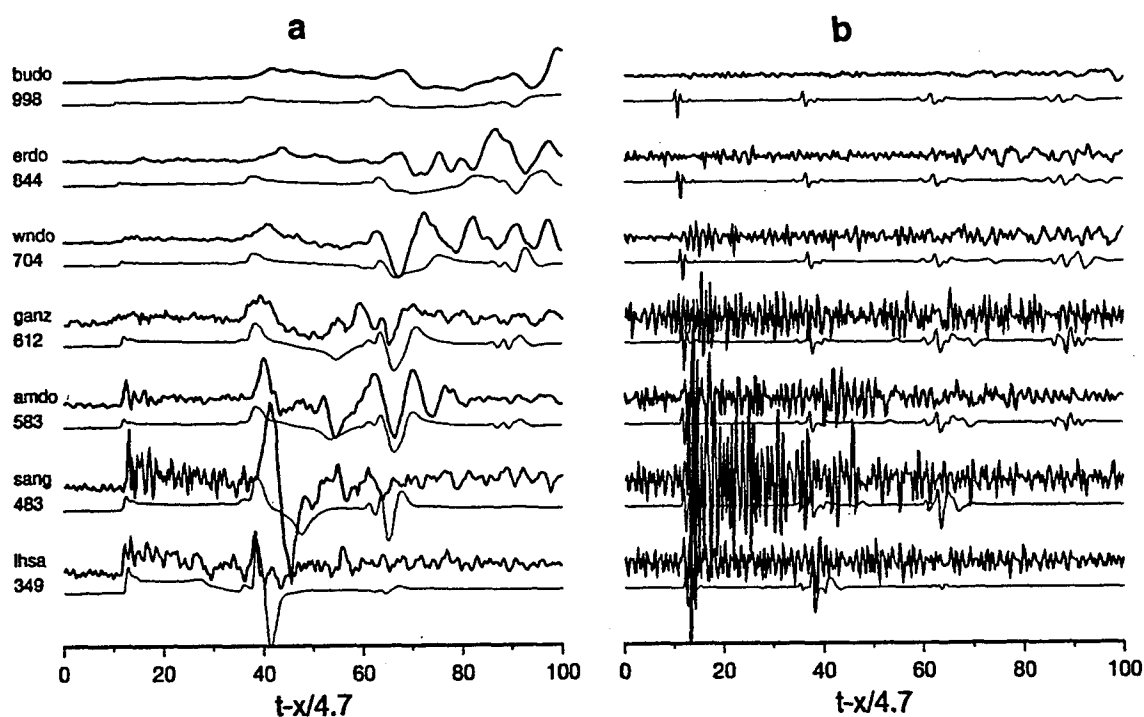 a
b
budo
998
erdo
844
wndo
704
ganz
612
amdo
583
sang
483
lhsa
349
0 20 40 60 80 100
t-x/4.7
0 20 40 60 80 100
t-x/4.7